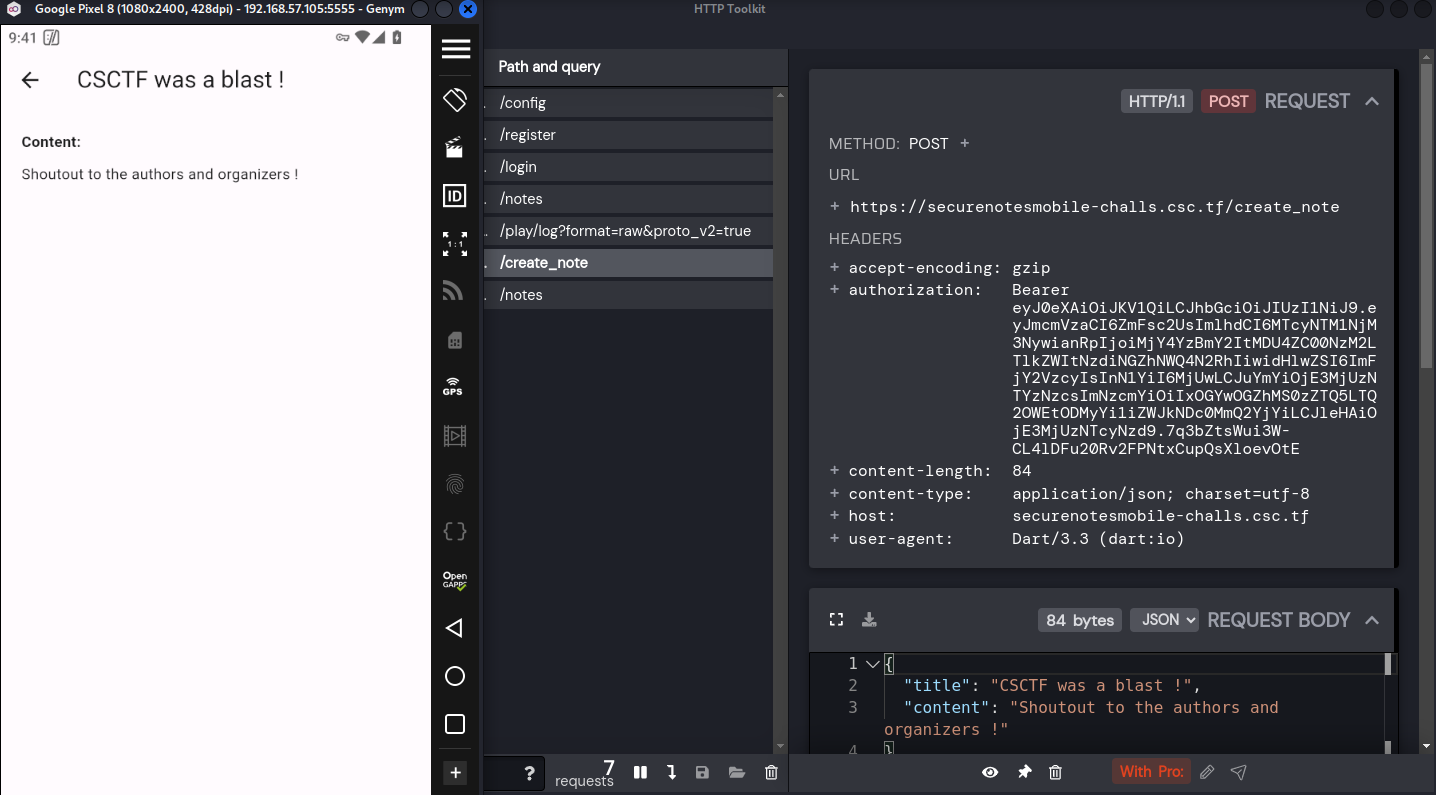 Google Pixel 8 (1080x2400, 428dpi) - 192.168.57.105:5555 - Genym
HTTP Toolkit
9:41
CSCTF was a blast !
Content:
Shoutout to the authors and organizers !
ID
1:1
GPS
Open
GAPPS
Path and query
. /config
. /register
. /login
. /notes
.. /play/log?format=raw&proto_v2=true
. /create_note
. /notes
?
7
requests
HTTP/1.1 POST REQUEST
METHOD: POST +
URL
+ https://securenotesmobile-challs.csc.tf/create_note
HEADERS
+ accept-encoding: gzip
+ authorization: Bearer
eyJ0eXAiOiJKV1QiLCJhbGciOiJIUzI1NiJ9.e
yJmcmVzaCI6ZmFsc2UsImlhdCI6MTcyNTM1NjM
3NywianRpIjoiMjY4YzBmY2ItMDU4ZC00NzM2L
TlkZWItNzdiNGZhNWQ4N2RhIiwidHlwZSI6ImF
jY2VzcyIsInN1YiI6MjUwLCJuYmYiOjE3MjUzN
TYzNzcsImNzcmYiOiIxOGYwOGZhMS0zZTQ5LTQ
2OWEtODMyYi1iZWJkNDc0MmQ2YjYiLCJleHAiO
jE3MjUzNTcyNzd9.7q3bZtsWui3W-
CL4lDFu20Rv2FPNtxCupQsXloevOtE
+ content-length: 84
+ content-type: application/json; charset=utf-8
+ host: securenotesmobile-challs.csc.tf
+ user-agent: Dart/3.3 (dart:io)
84 bytes JSON REQUEST BODY
1 {
2 "title": "CSCTF was a blast !",
3 "content": "Shoutout to the authors and
organizers !"
4 }
With Pro: